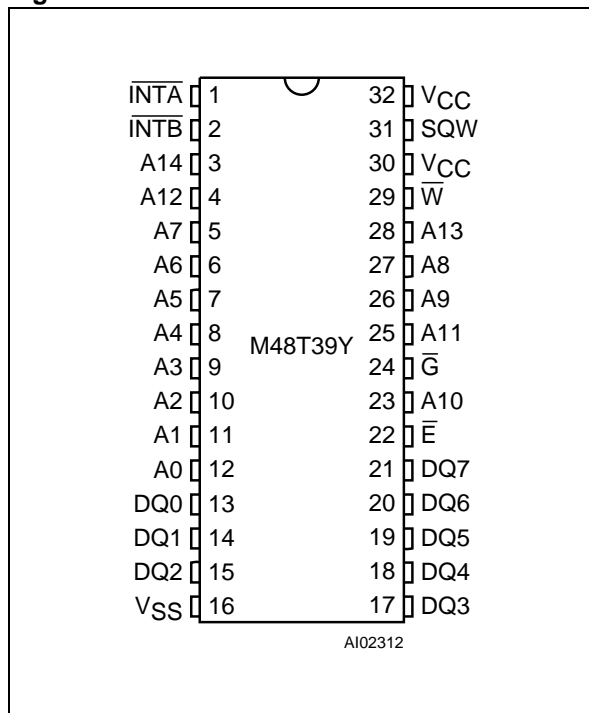 I̅N̅T̅A̅ 1 32 VCC
I̅N̅T̅B̅ 2 31 SQW
A14 3 30 VCC
A12 4 29 W̅
A7 5 28 A13
A6 6 27 A8
A5 7 26 A9
A4 8 25 A11
M48T39Y
A3 9 24 G̅
A2 10 23 A10
A1 11 22 E̅
A0 12 21 DQ7
DQ0 13 20 DQ6
DQ1 14 19 DQ5
DQ2 15 18 DQ4
VSS 16 17 DQ3
AI02312